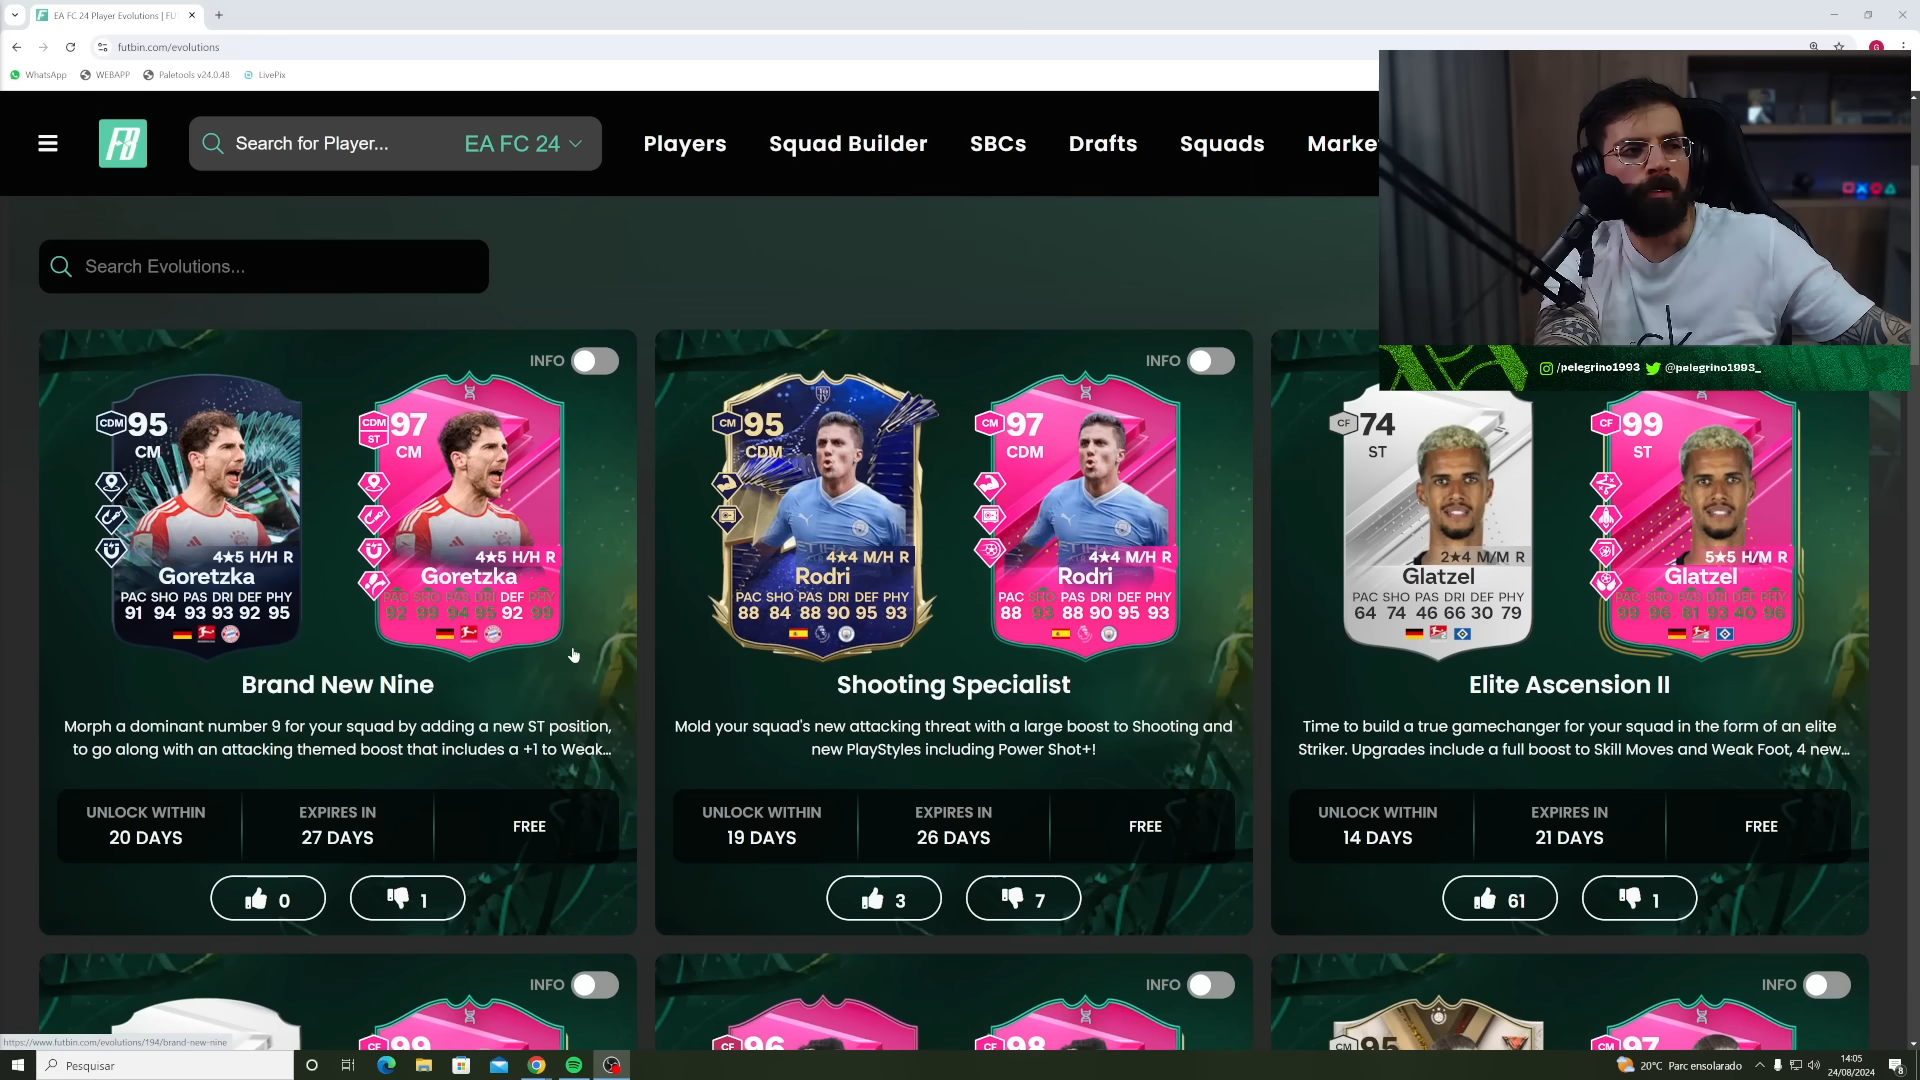 EA FC 24 Player Evolutions | FU
futbin.com/evolutions
WhatsApp WEBAPP Paletools v24.0.48 LivePix
Search for Player... EA FC 24 Players Squad Builder SBCs Drafts Squads Marke
/pelegrino1993 @pelegrino1993_
Search Evolutions...
INFO
CDM 95
CM
4★5 H/H R
Goretzka
PAC SHO PAS DRI DEF PHY
91 94 93 93 92 95
CDM ST 97
CM
4★5 H/H R
Goretzka
PAC SHO PAS DRI DEF PHY
92 99 94 95 92 99
Brand New Nine
Morph a dominant number 9 for your squad by adding a new ST position,
to go along with an attacking themed boost that includes a +1 to Weak...
UNLOCK WITHIN EXPIRES IN
20 DAYS 27 DAYS FREE
0 1
INFO
CM 95
CDM
4★4 M/H R
Rodri
PAC SHO PAS DRI DEF PHY
88 84 88 90 95 93
CM 97
CDM
4★4 M/H R
Rodri
PAC SHO PAS DRI DEF PHY
88 93 88 90 95 93
Shooting Specialist
Mold your squad's new attacking threat with a large boost to Shooting and
new PlayStyles including Power Shot+!
UNLOCK WITHIN EXPIRES IN
19 DAYS 26 DAYS FREE
3 7
CF 74
ST
2★4 M/M R
Glatzel
PAC SHO PAS DRI DEF PHY
64 74 46 66 30 79
CF 99
ST
5★5 H/M R
Glatzel
PAC SHO PAS DRI DEF PHY
99 96 81 93 40 96
Elite Ascension II
Time to build a true gamechanger for your squad in the form of an elite
Striker. Upgrades include a full boost to Skill Moves and Weak Foot, 4 new...
UNLOCK WITHIN EXPIRES IN
14 DAYS 21 DAYS FREE
61 1
INFO INFO INFO
CF 99 CF 96 CF 98 CM 95 CM 97
https://www.futbin.com/evolutions/194/brand-new-nine
Pesquisar
20°C Parc ensolarado
14:05
24/08/2024
8